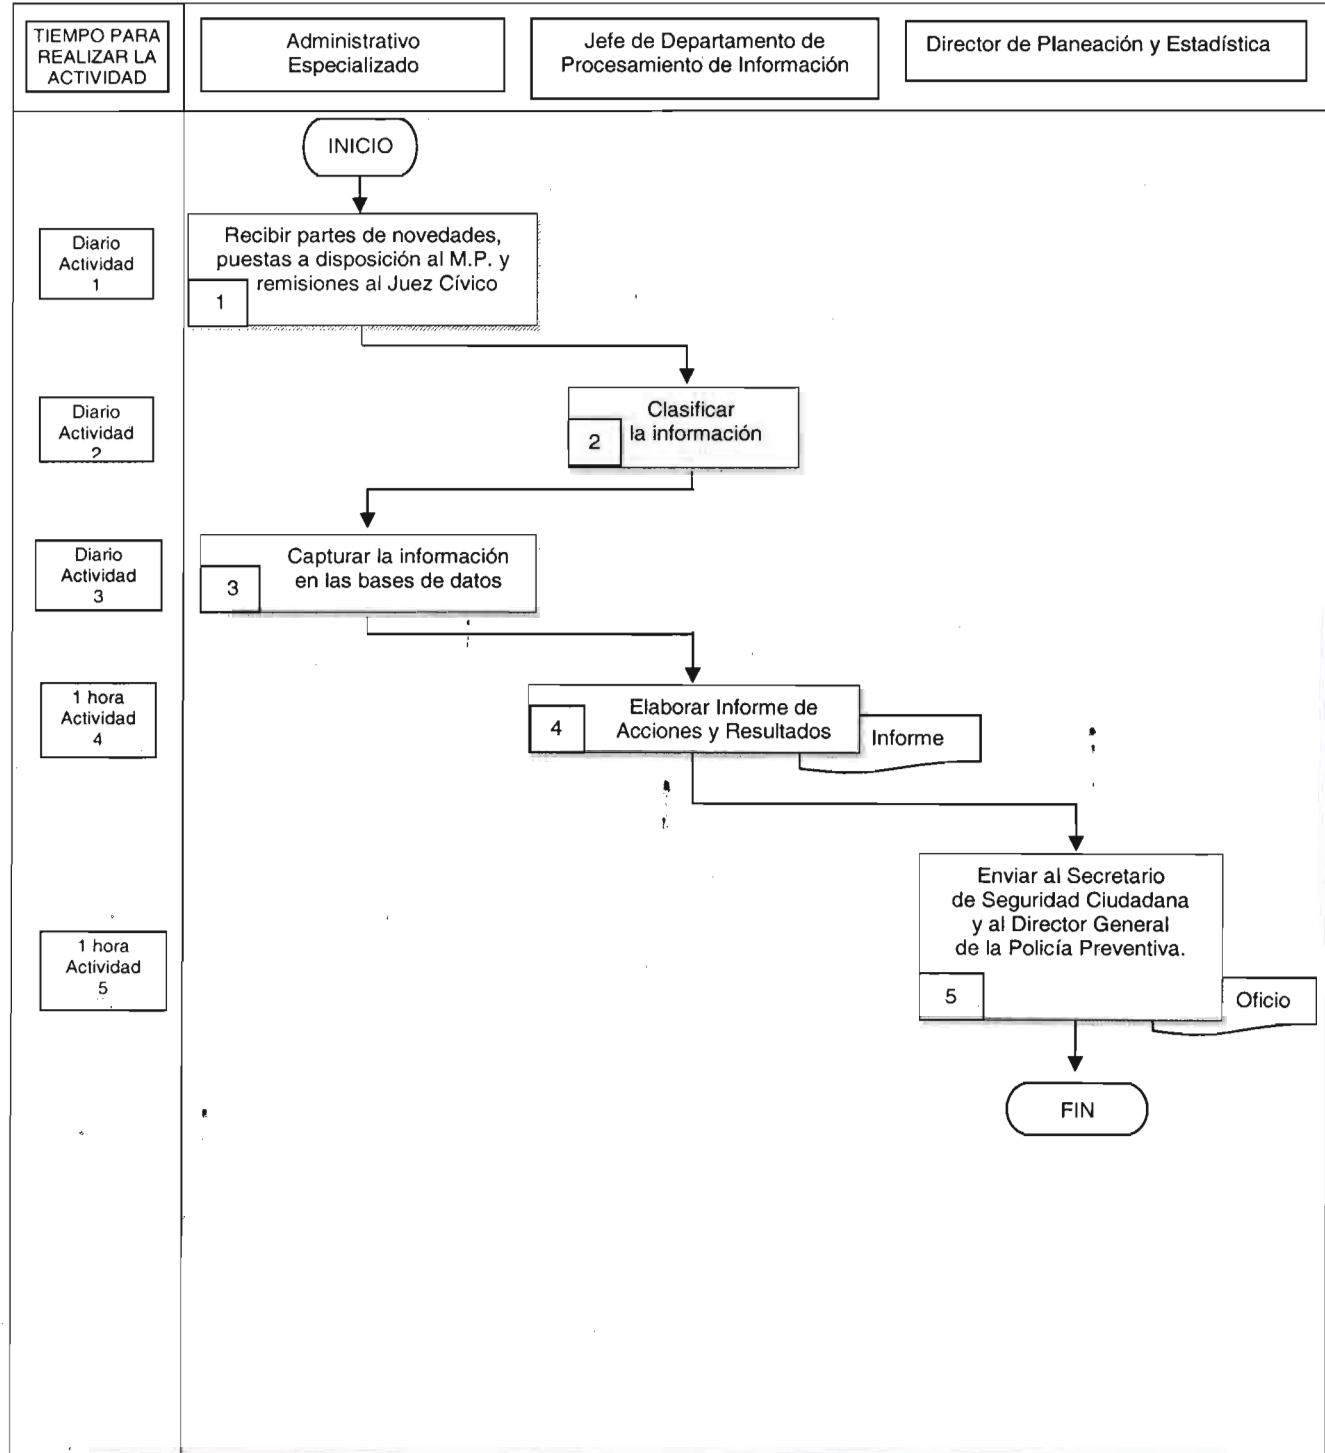 TIEMPO PARA
REALIZAR LA
ACTIVIDAD
Administrativo
Especializado
Jefe de Departamento de
Procesamiento de Información
Director de Planeación y Estadística
INICIO
Diario
Actividad
1
Recibir partes de novedades,
puestas a disposición al M.P. y
remisiones al Juez Cívico
1
Diario
Actividad
2
Clasificar
la información
2
Diario
Actividad
3
Capturar la información
en las bases de datos
3
1 hora
Actividad
4
Elaborar Informe de
Acciones y Resultados
4
Informe
1 hora
Actividad
5
Enviar al Secretario
de Seguridad Ciudadana
y al Director General
de la Policía Preventiva.
5
Oficio
FIN